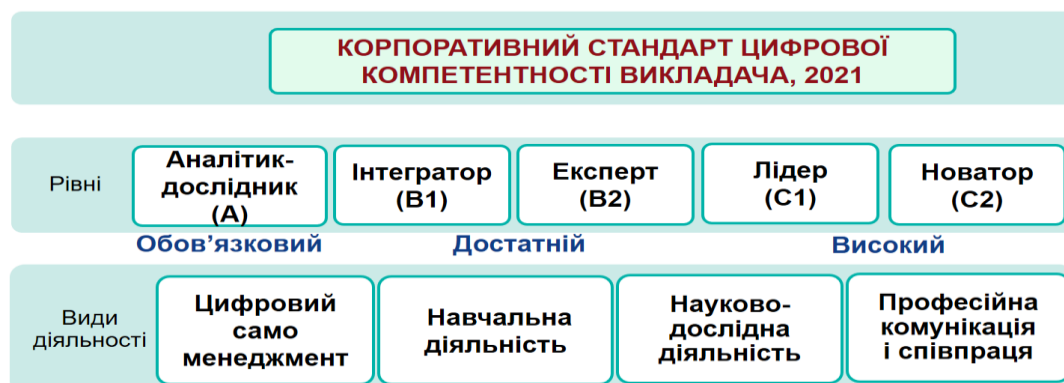 КОРПОРАТИВНИЙ СТАНДАРТ ЦИФРОВОЇ
КОМПЕТЕНТНОСТІ ВИКЛАДАЧА, 2021
Рівні
Аналітик-
дослідник
(А)
Інтегратор
(В1)
Експерт
(В2)
Лідер
(С1)
Новатор
(С2)
Обов’язковий
Достатній
Високий
Види
діяльності
Цифровий
само
менеджмент
Навчальна
діяльність
Науково-
дослідна
діяльність
Професійна
комунікація
і співпраця